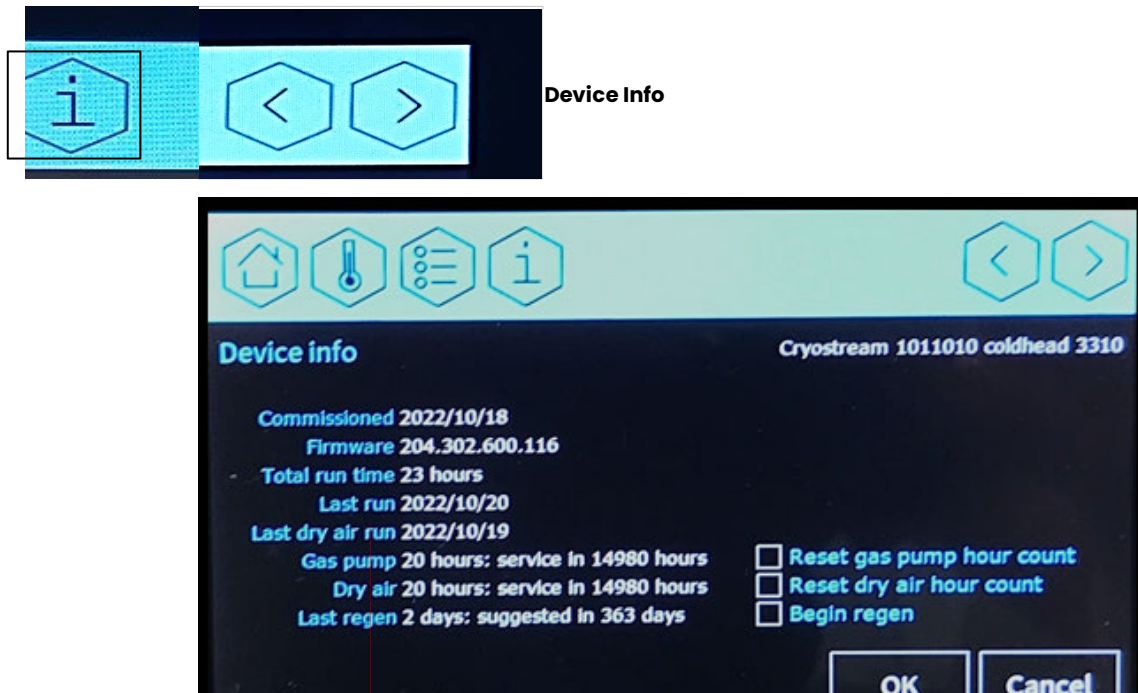 i < >
Device Info
i < >
Device info
Cryostream 1011010 coldhead 3310
Commissioned 2022/10/18
Firmware 204.302.600.116
Total run time 23 hours
Last run 2022/10/20
Last dry air run 2022/10/19
Gas pump 20 hours: service in 14980 hours
Reset gas pump hour count
Dry air 20 hours: service in 14980 hours
Reset dry air hour count
Last regen 2 days: suggested in 363 days
Begin regen
OK Cancel